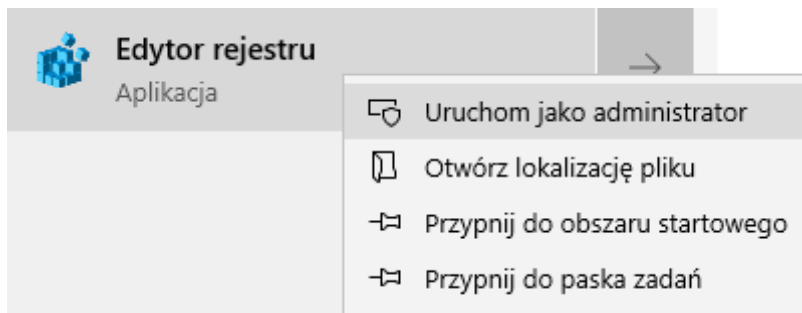 Edytor rejestru
Aplikacja
Uruchom jako administrator
Otwórz lokalizację pliku
Przypnij do obszaru startowego
Przypnij do paska zadań